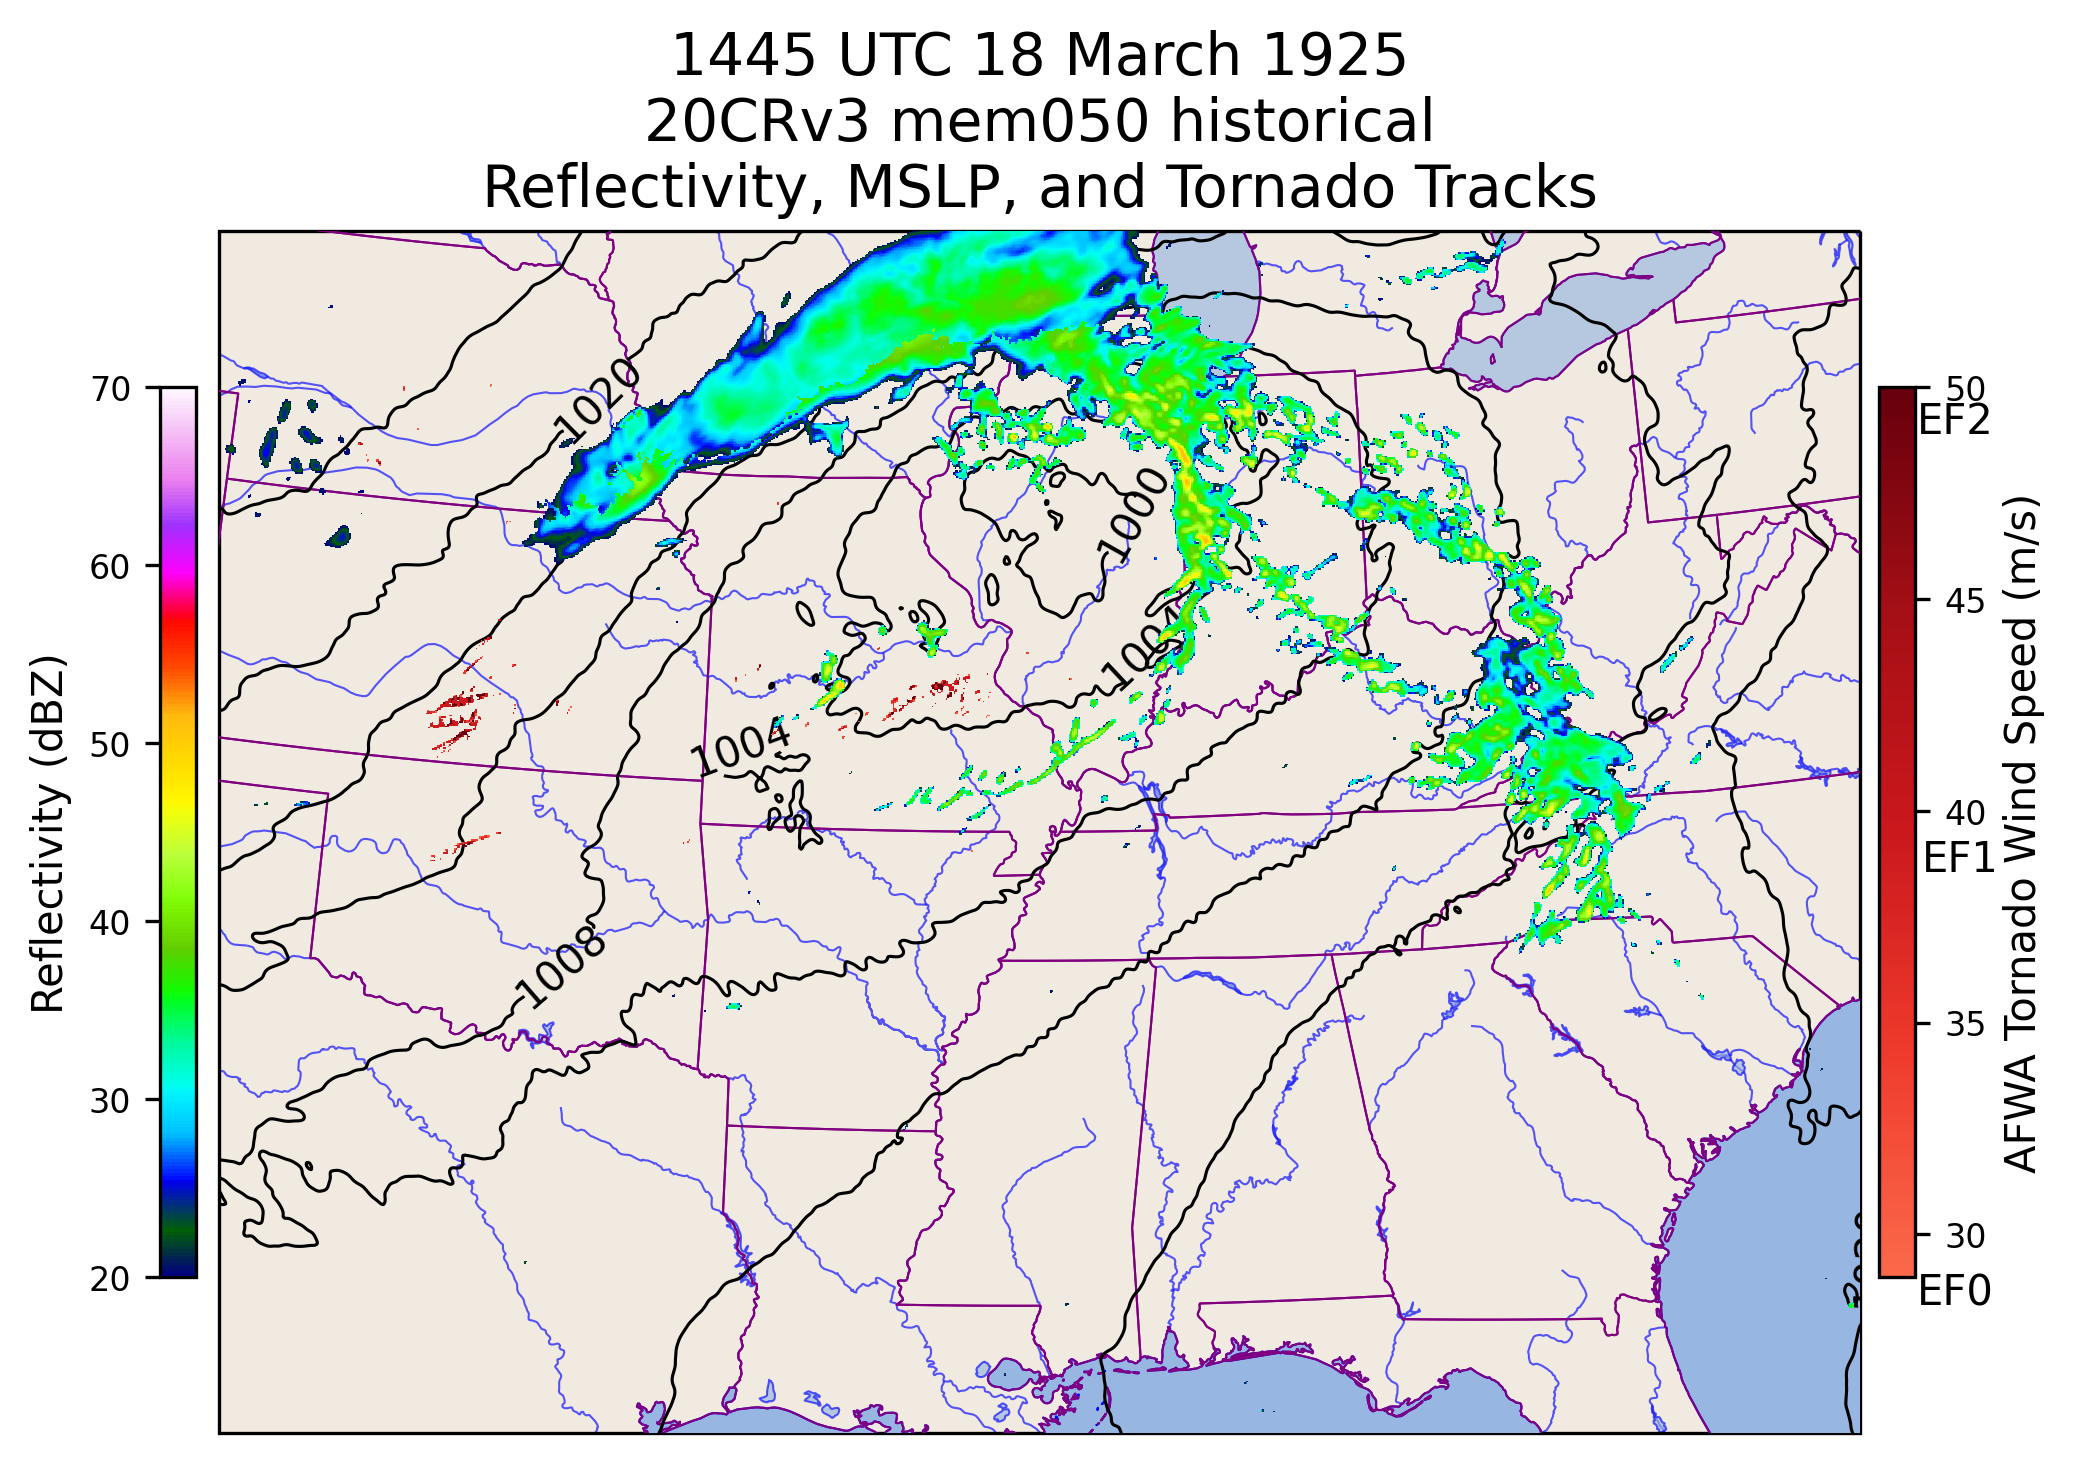 1445 UTC 18 March 1925
20CRv3 mem050 historical
Reflectivity, MSLP, and Tornado Tracks
Reflectivity (dBZ)
70
60
50
40
30
20
1020
1000
1004
1004
1008
50
EF2
45
40
EF1
35
30
EF0
AFWA Tornado Wind Speed (m/s)